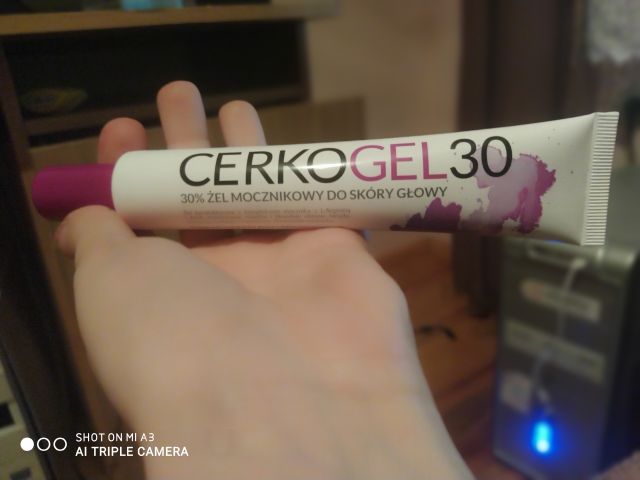 CERKOGEL30
30% ŻEL MOCZNIKOWY DO SKÓRY GŁOWY
SHOT ON MI A3
AI TRIPLE CAMERA